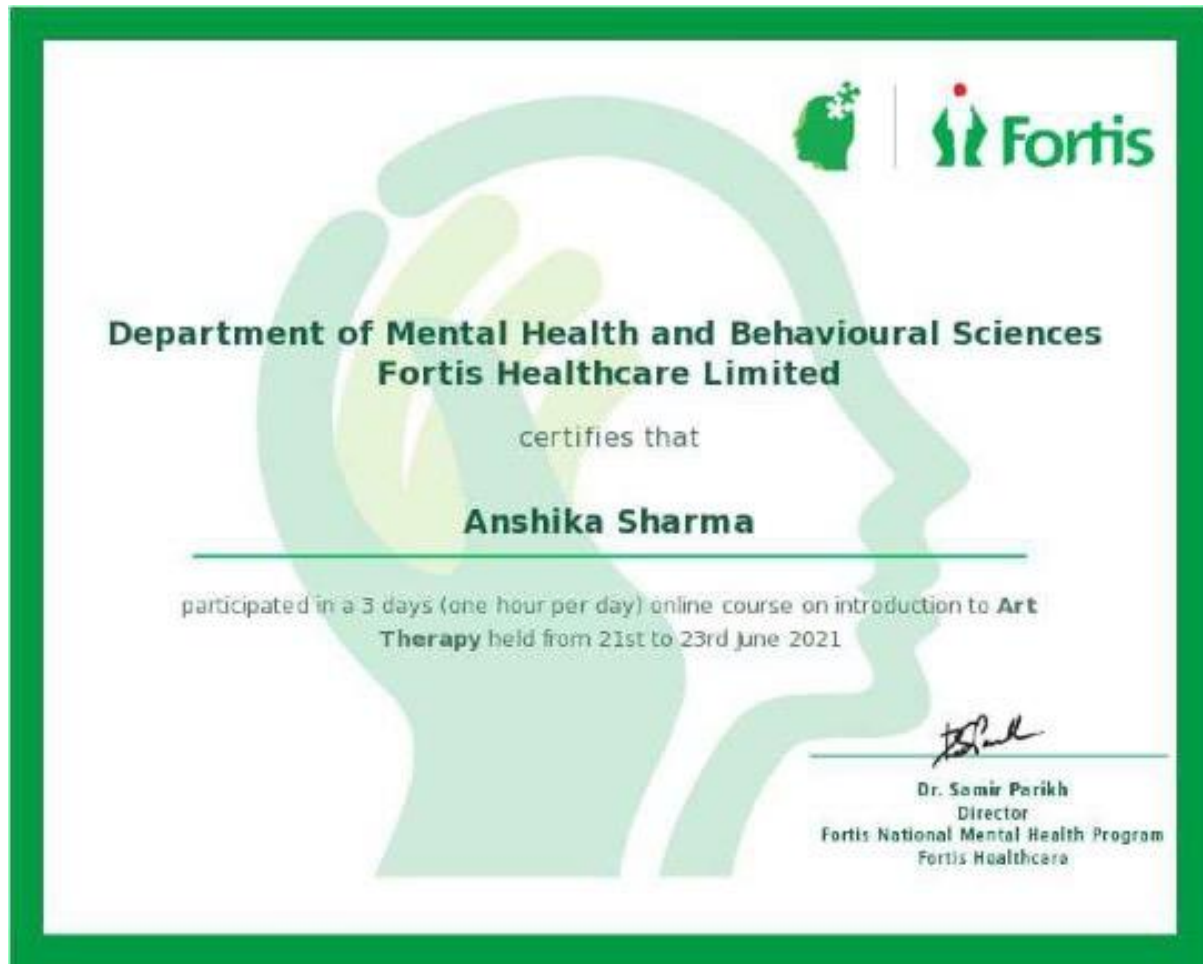 Fortis
Department of Mental Health and Behavioural Sciences
Fortis Healthcare Limited
certifies that
Anshika Sharma
participated in a 3 days (one hour per day) online course on introduction to Art
Therapy held from 21st to 23rd June 2021
Dr. Samir Parikh
Director
Fortis National Mental Health Program
Fortis Healthcare